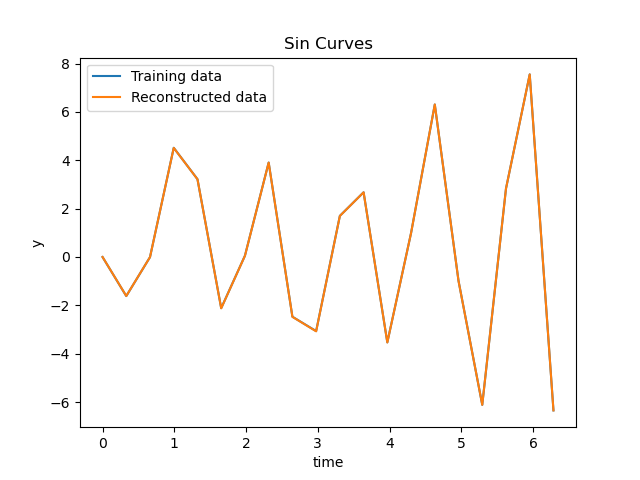 Sin Curves
Training data
Reconstructed data
8
6
4
2
0
−2
−4
−6
y
0 1 2 3 4 5 6
time